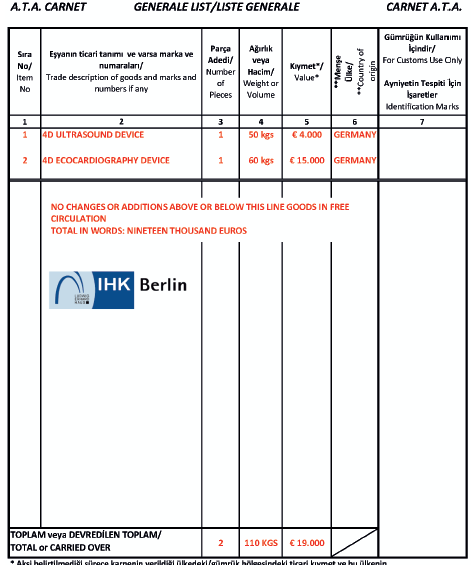 A.T.A. CARNET GENERALE LIST/LISTE GENERALE CARNET A.T.A.
Sıra No/ Item No
Eşyanın ticari tanımı ve varsa marka ve numaraları/
Trade description of goods and marks and numbers if any
Parça Adedi/ Number of Pieces
Ağırlık veya Hacim/ Weight or Volume
Kıymet*/ Value*
**Menşe Ülke/ **Country of origin
Gümrüğün Kullanımı İçindir/
For Customs Use Only
Ayniyetin Tespiti İçin İşaretler
Identification Marks
1 2 3 4 5 6 7
1 4D ULTRASOUND DEVICE 1 50 kgs € 4.000 GERMANY
2 4D ECOCARDIOGRAPHY DEVICE 1 60 kgs € 15.000 GERMANY
NO CHANGES OR ADDITIONS ABOVE OR BELOW THIS LINE GOODS IN FREE
CIRCULATION
TOTAL IN WORDS: NINETEEN THOUSAND EUROS
IHK Berlin
TOPLAM veya DEVREDİLEN TOPLAM/
TOTAL or CARRIED OVER 2 110 KGS € 19.000
* Aksi belirtilmediği sürece karnenin verildiği ülkedeki/gümrük bölgesindeki ticari kıymet ve bu ülkenin